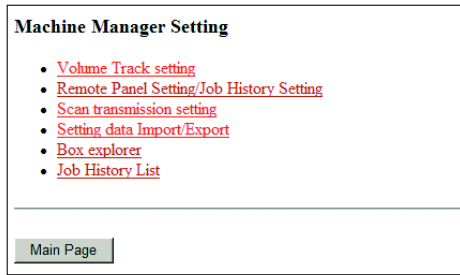 Machine Manager Setting
Volume Track setting
Remote Panel Setting/Job History Setting
Scan transmission setting
Setting data Import/Export
Box explorer
Job History List
Main Page